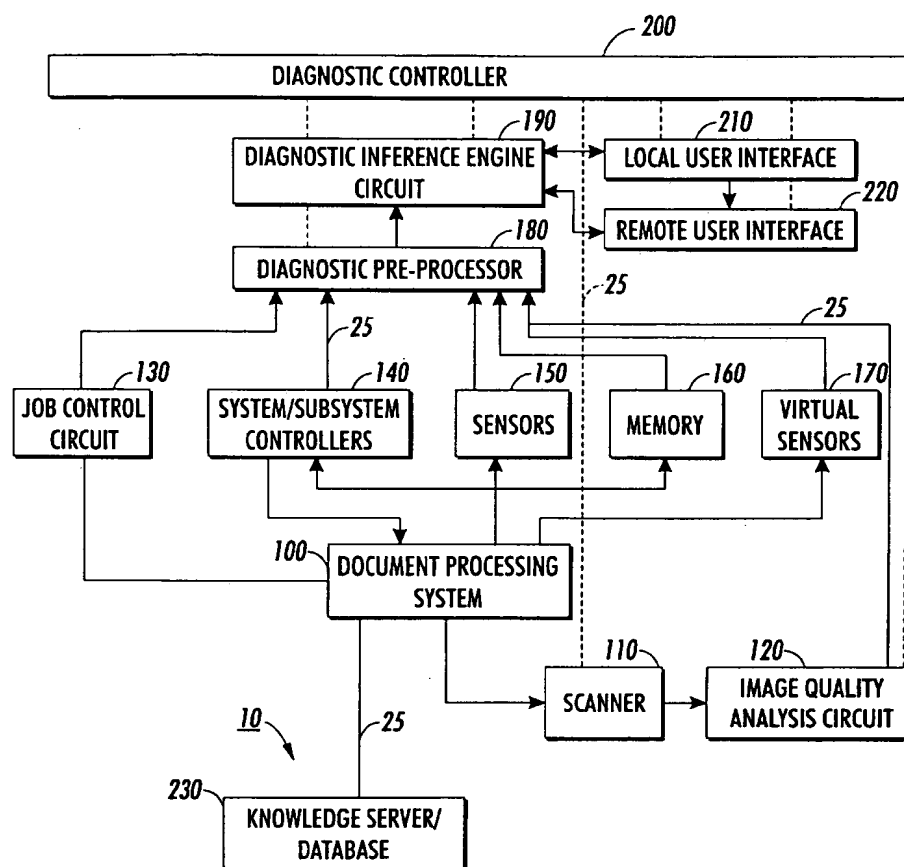 200
DIAGNOSTIC CONTROLLER
190
DIAGNOSTIC INFERENCE ENGINE
CIRCUIT
210
LOCAL USER INTERFACE
220
REMOTE USER INTERFACE
180
DIAGNOSTIC PRE-PROCESSOR
25
25
25
130
JOB CONTROL
CIRCUIT
140
SYSTEM/SUBSYSTEM
CONTROLLERS
150
SENSORS
160
MEMORY
170
VIRTUAL
SENSORS
100
DOCUMENT PROCESSING
SYSTEM
110
SCANNER
120
IMAGE QUALITY
ANALYSIS CIRCUIT
10
25
230
KNOWLEDGE SERVER/
DATABASE